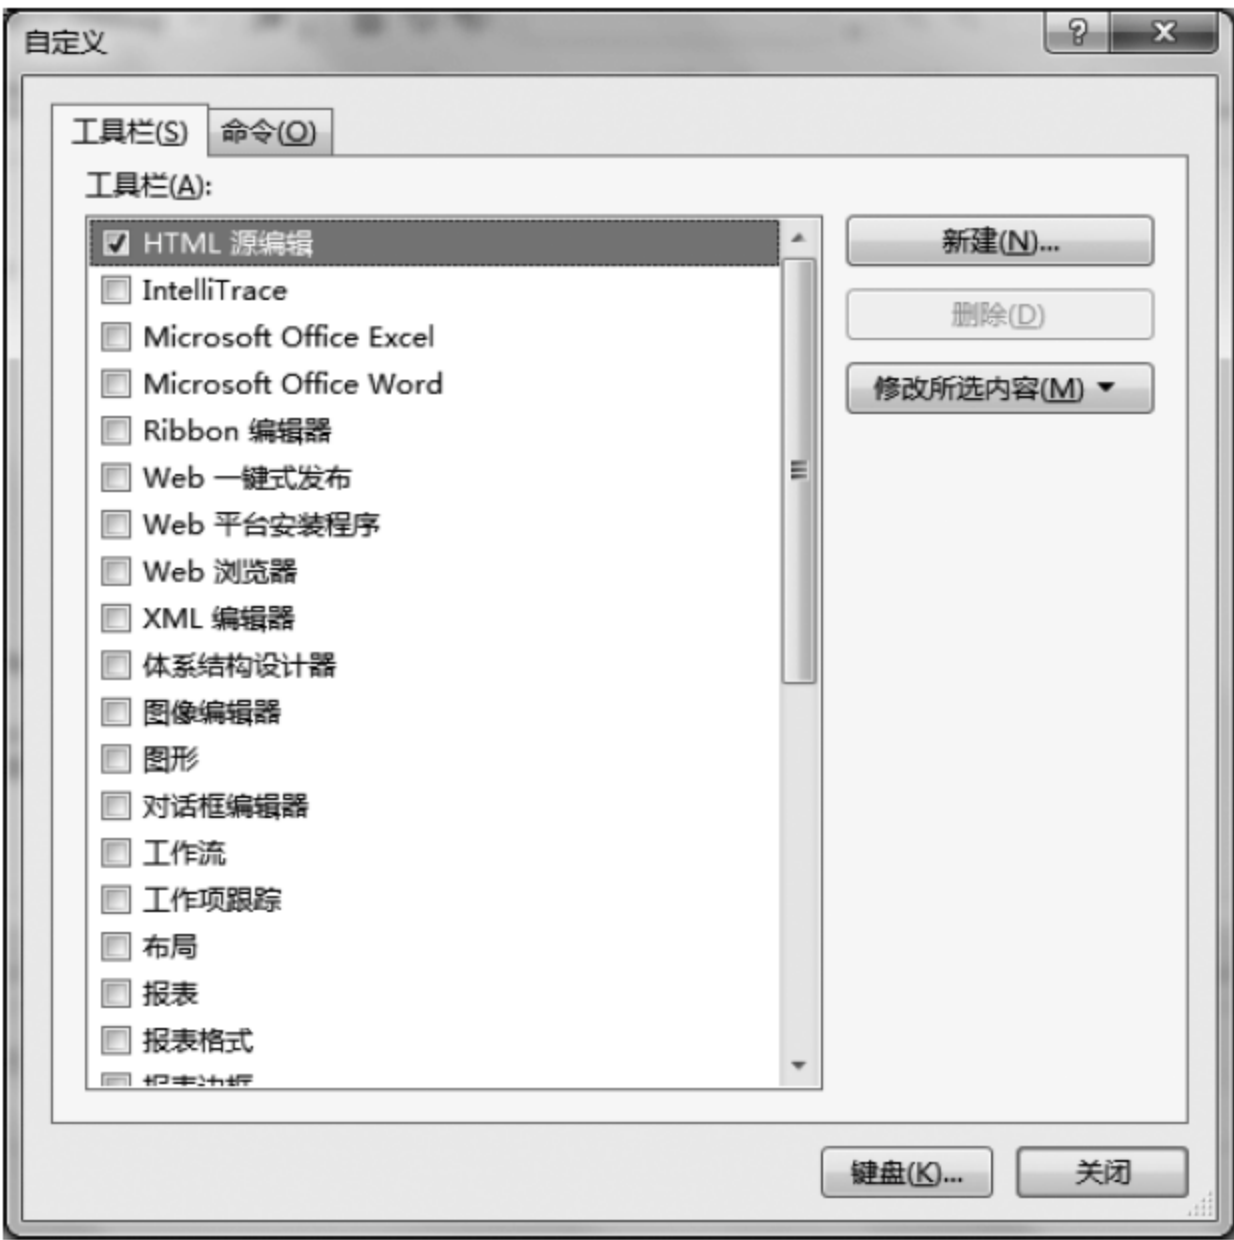 自定义
工具栏(S) 命令(O)
工具栏(A):
HTML 源编辑
IntelliTrace
Microsoft Office Excel
Microsoft Office Word
Ribbon 编辑器
Web 一键式发布
Web 平台安装程序
Web 浏览器
XML 编辑器
体系结构设计器
图像编辑器
图形
对话框编辑器
工作流
工作项跟踪
布局
报表
报表格式
报表边框
新建(N)...
删除(D)
修改所选内容(M)
键盘(K)...
关闭